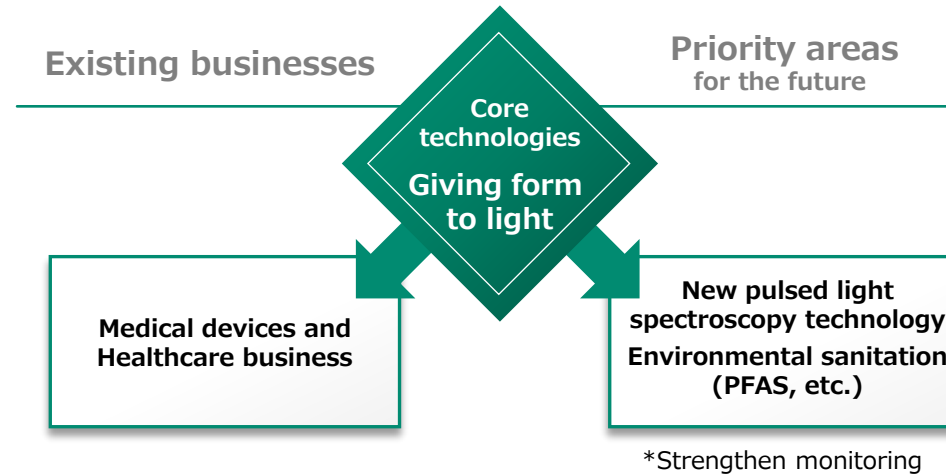 Existing businesses
Priority areas
for the future
Core
technologies
Giving form
to light
Medical devices and
Healthcare business
New pulsed light
spectroscopy technology
Environmental sanitation
(PFAS, etc.)
*Strengthen monitoring